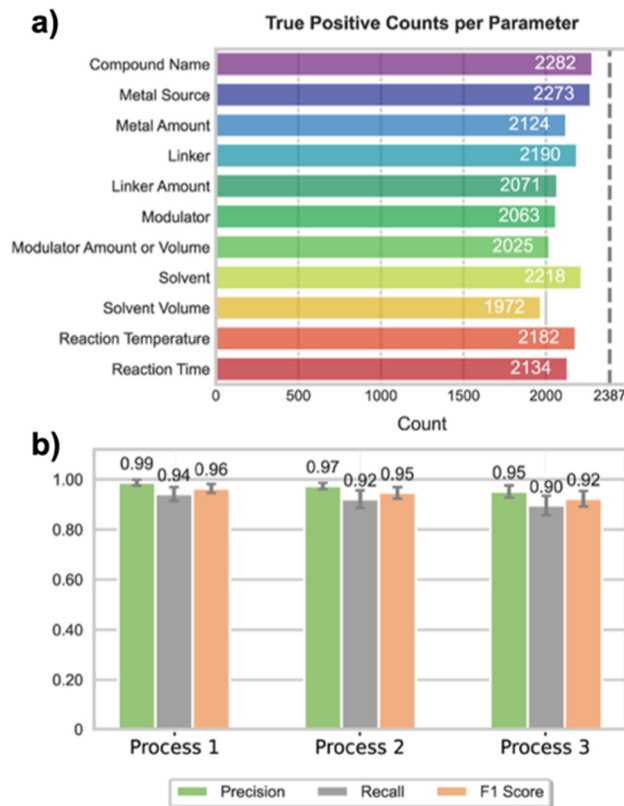 a)
True Positive Counts per Parameter
Compound Name 2282
Metal Source 2273
Metal Amount 2124
Linker 2190
Linker Amount 2071
Modulator 2063
Modulator Amount or Volume 2025
Solvent 2218
Solvent Volume 1972
Reaction Temperature 2182
Reaction Time 2134
0 500 1000 1500 2000 2387
Count
b)
0.99 0.94 0.96 0.97 0.92 0.95 0.95 0.90 0.92
1.00
0.80
0.60
0.40
0.20
0
Process 1 Process 2 Process 3
Precision Recall F1 Score